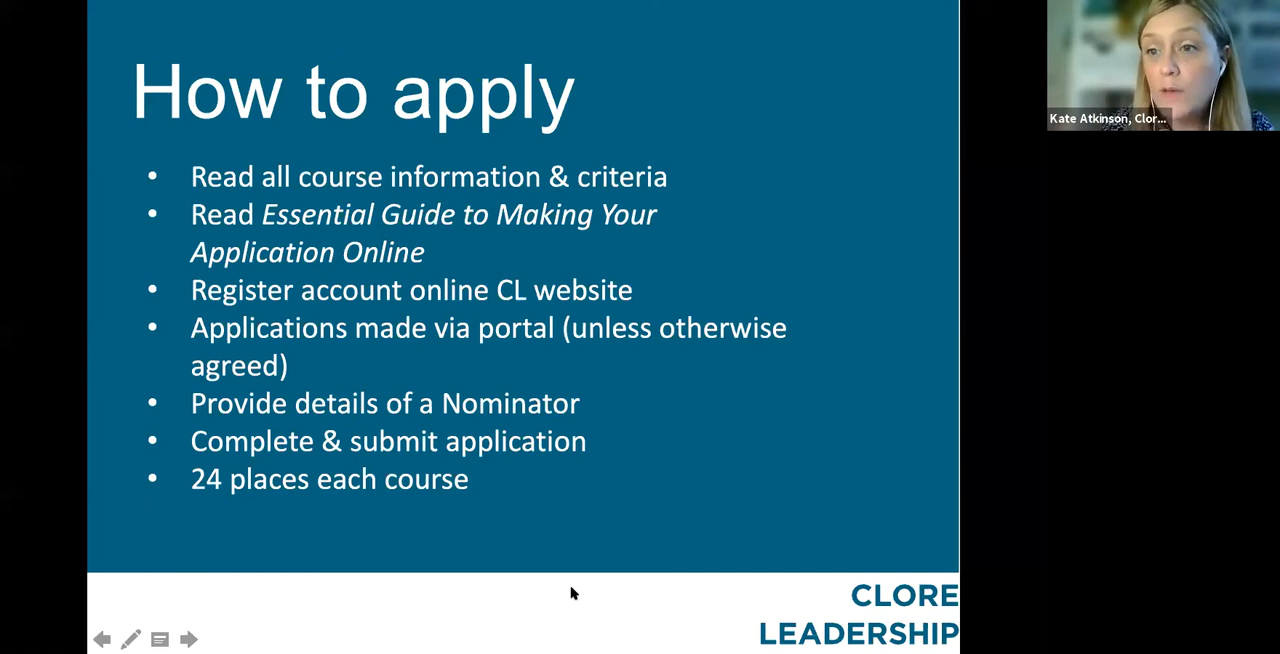 How to apply
• Read all course information & criteria
• Read Essential Guide to Making Your
Application Online
• Register account online CL website
• Applications made via portal (unless otherwise
agreed)
• Provide details of a Nominator
• Complete & submit application
• 24 places each course
CLORE
LEADERSHIP
Kate Atkinson, Clor...